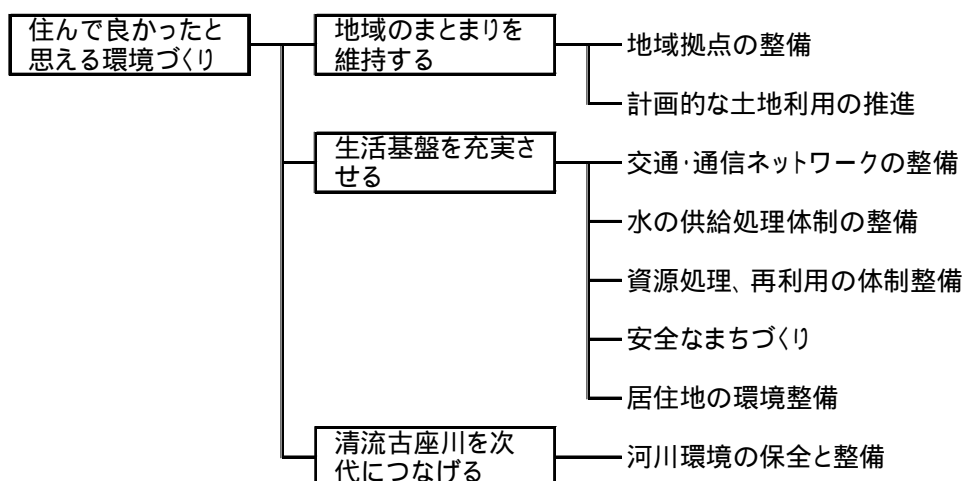 住んで良かったと
思える環境づくり
地域のまとまりを
維持する
地域拠点の整備
計画的な土地利用の推進
生活基盤を充実さ
せる
交通･通信ネットワークの整備
水の供給処理体制の整備
資源処理、再利用の体制整備
安全なまちづくり
居住地の環境整備
清流古座川を次
代につなげる
河川環境の保全と整備